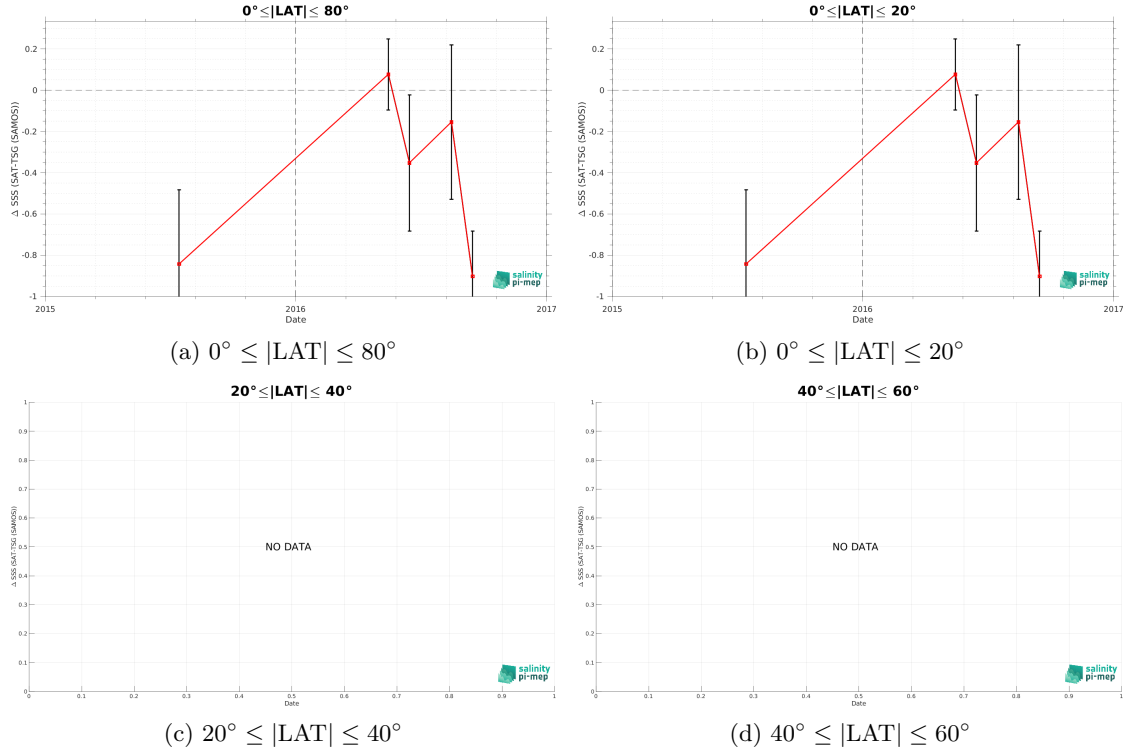 0°≤|LAT|≤ 80°
Δ SSS (SAT-TSG (SAMOS))
0.2
0
-0.2
-0.4
-0.6
-0.8
-1
2015
2016
2017
Date
salinity
pi-mep
(a) 0° ≤ |LAT| ≤ 80°
0°≤|LAT|≤ 20°
Δ SSS (SAT-TSG (SAMOS))
0.2
0
-0.2
-0.4
-0.6
-0.8
-1
2015
2016
2017
Date
salinity
pi-mep
(b) 0° ≤ |LAT| ≤ 20°
20°≤|LAT|≤ 40°
Δ SSS (SAT-TSG (SAMOS))
1
0.9
0.8
0.7
0.6
0.5
0.4
0.3
0.2
0.1
0
NO DATA
0 0.1 0.2 0.3 0.4 0.5 0.6 0.7 0.8 0.9 1
Date
salinity
pi-mep
(c) 20° ≤ |LAT| ≤ 40°
40°≤|LAT|≤ 60°
Δ SSS (SAT-TSG (SAMOS))
1
0.9
0.8
0.7
0.6
0.5
0.4
0.3
0.2
0.1
0
NO DATA
0 0.1 0.2 0.3 0.4 0.5 0.6 0.7 0.8 0.9 1
Date
salinity
pi-mep
(d) 40° ≤ |LAT| ≤ 60°